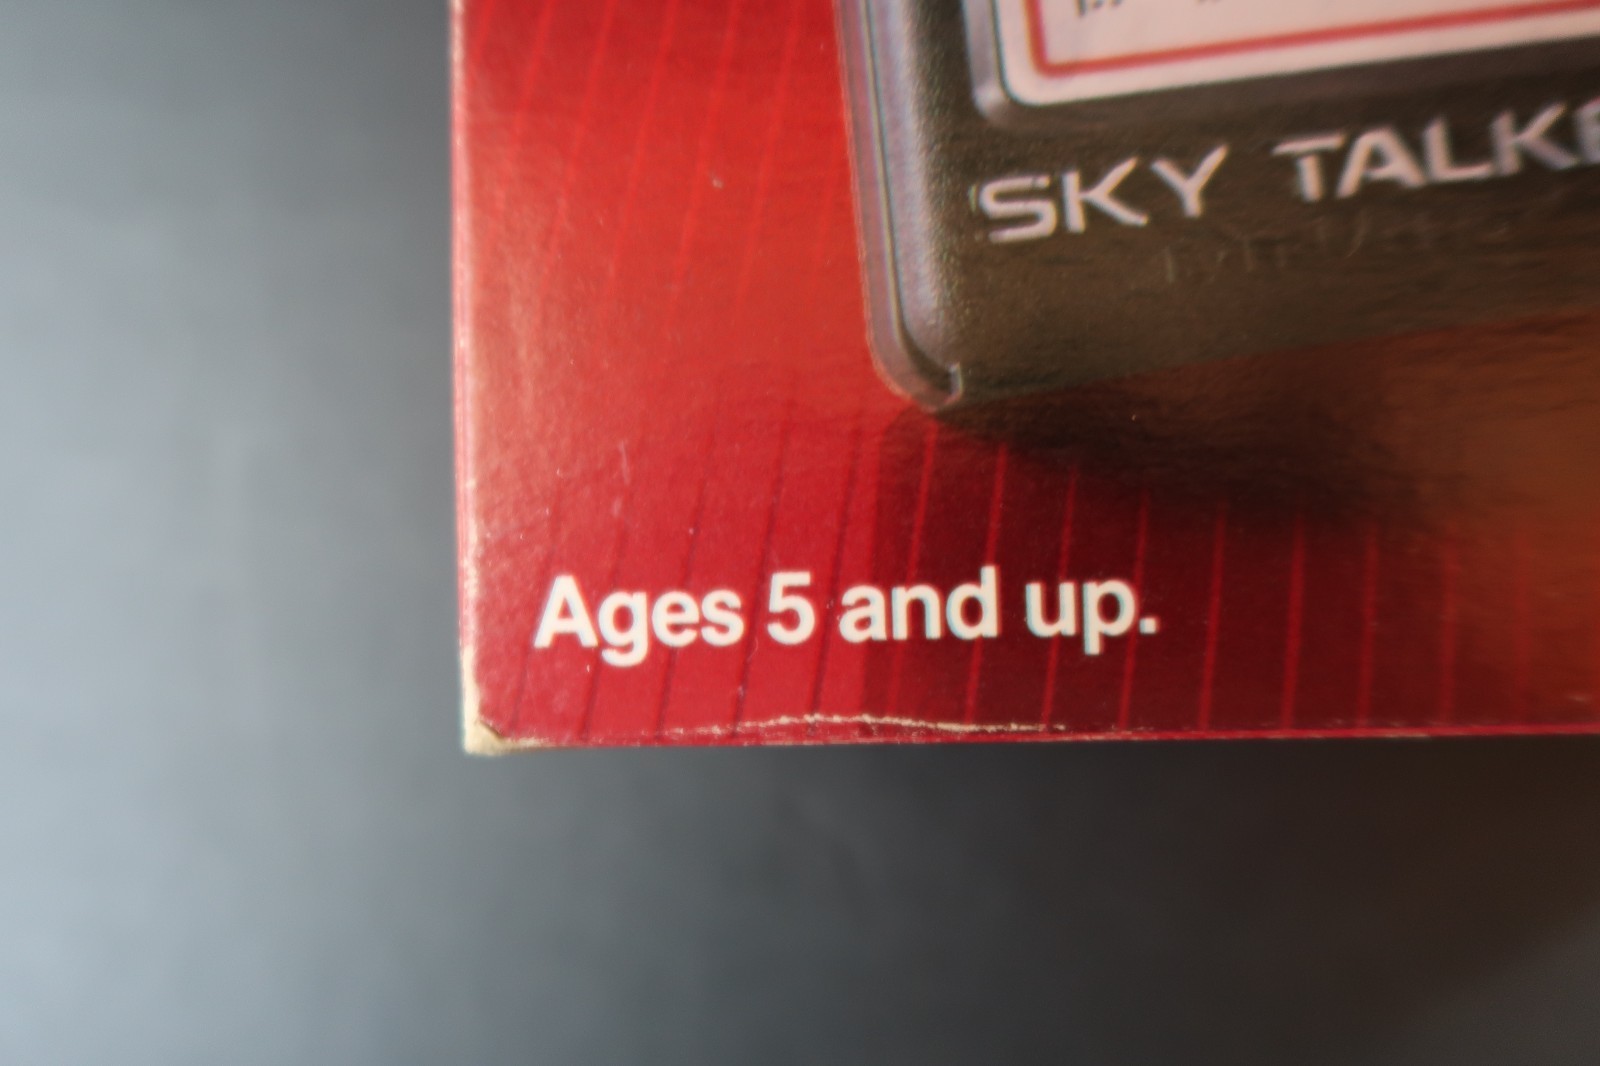 SKY TALKE
Ages 5 and up.